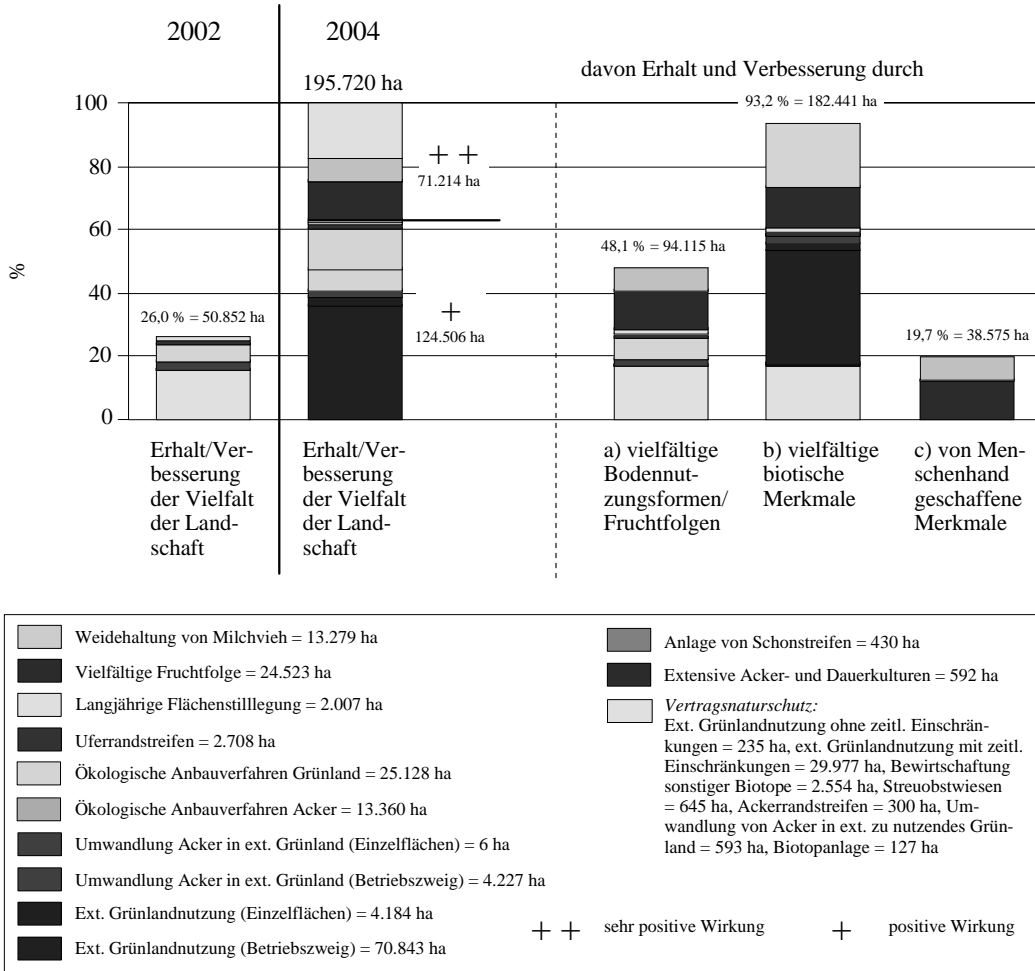 2002
2004
195.720 ha
davon Erhalt und Verbesserung durch
93,2 % = 182.441 ha
100
80
60
40
20
0
%
+ +
71.214 ha
+
124.506 ha
48,1 % = 94.115 ha
26,0 % = 50.852 ha
19,7 % = 38.575 ha
Erhalt/Ver-
besserung
der Vielfalt
der Land-
schaft
Erhalt/Ver-
besserung
der Vielfalt
der Land-
schaft
a) vielfältige
Bodennut-
zungsformen/
Fruchtfolgen
b) vielfältige
biotische
Merkmale
c) von Men-
schenhand
geschaffene
Merkmale
Weidehaltung von Milchvieh = 13.279 ha
Vielfältige Fruchtfolge = 24.523 ha
Langjährige Flächenstilllegung = 2.007 ha
Uferrandstreifen = 2.708 ha
Ökologische Anbauverfahren Grünland = 25.128 ha
Ökologische Anbauverfahren Acker = 13.360 ha
Umwandlung Acker in ext. Grünland (Einzelflächen) = 6 ha
Umwandlung Acker in ext. Grünland (Betriebszweig) = 4.227 ha
Ext. Grünlandnutzung (Einzelflächen) = 4.184 ha
Ext. Grünlandnutzung (Betriebszweig) = 70.843 ha
Anlage von Schonstreifen = 430 ha
Extensive Acker- und Dauerkulturen = 592 ha
Vertragsnaturschutz:
Ext. Grünlandnutzung ohne zeitl. Einschrän-
kungen = 235 ha, ext. Grünlandnutzung mit zeitl.
Einschränkungen = 29.977 ha, Bewirtschaftung
sonstiger Biotope = 2.554 ha, Streuobstwiesen
= 645 ha, Ackerrandstreifen = 300 ha, Um-
wandlung von Acker in ext. zu nutzendes Grün-
land = 593 ha, Biotopanlage = 127 ha
+ + sehr positive Wirkung + positive Wirkung